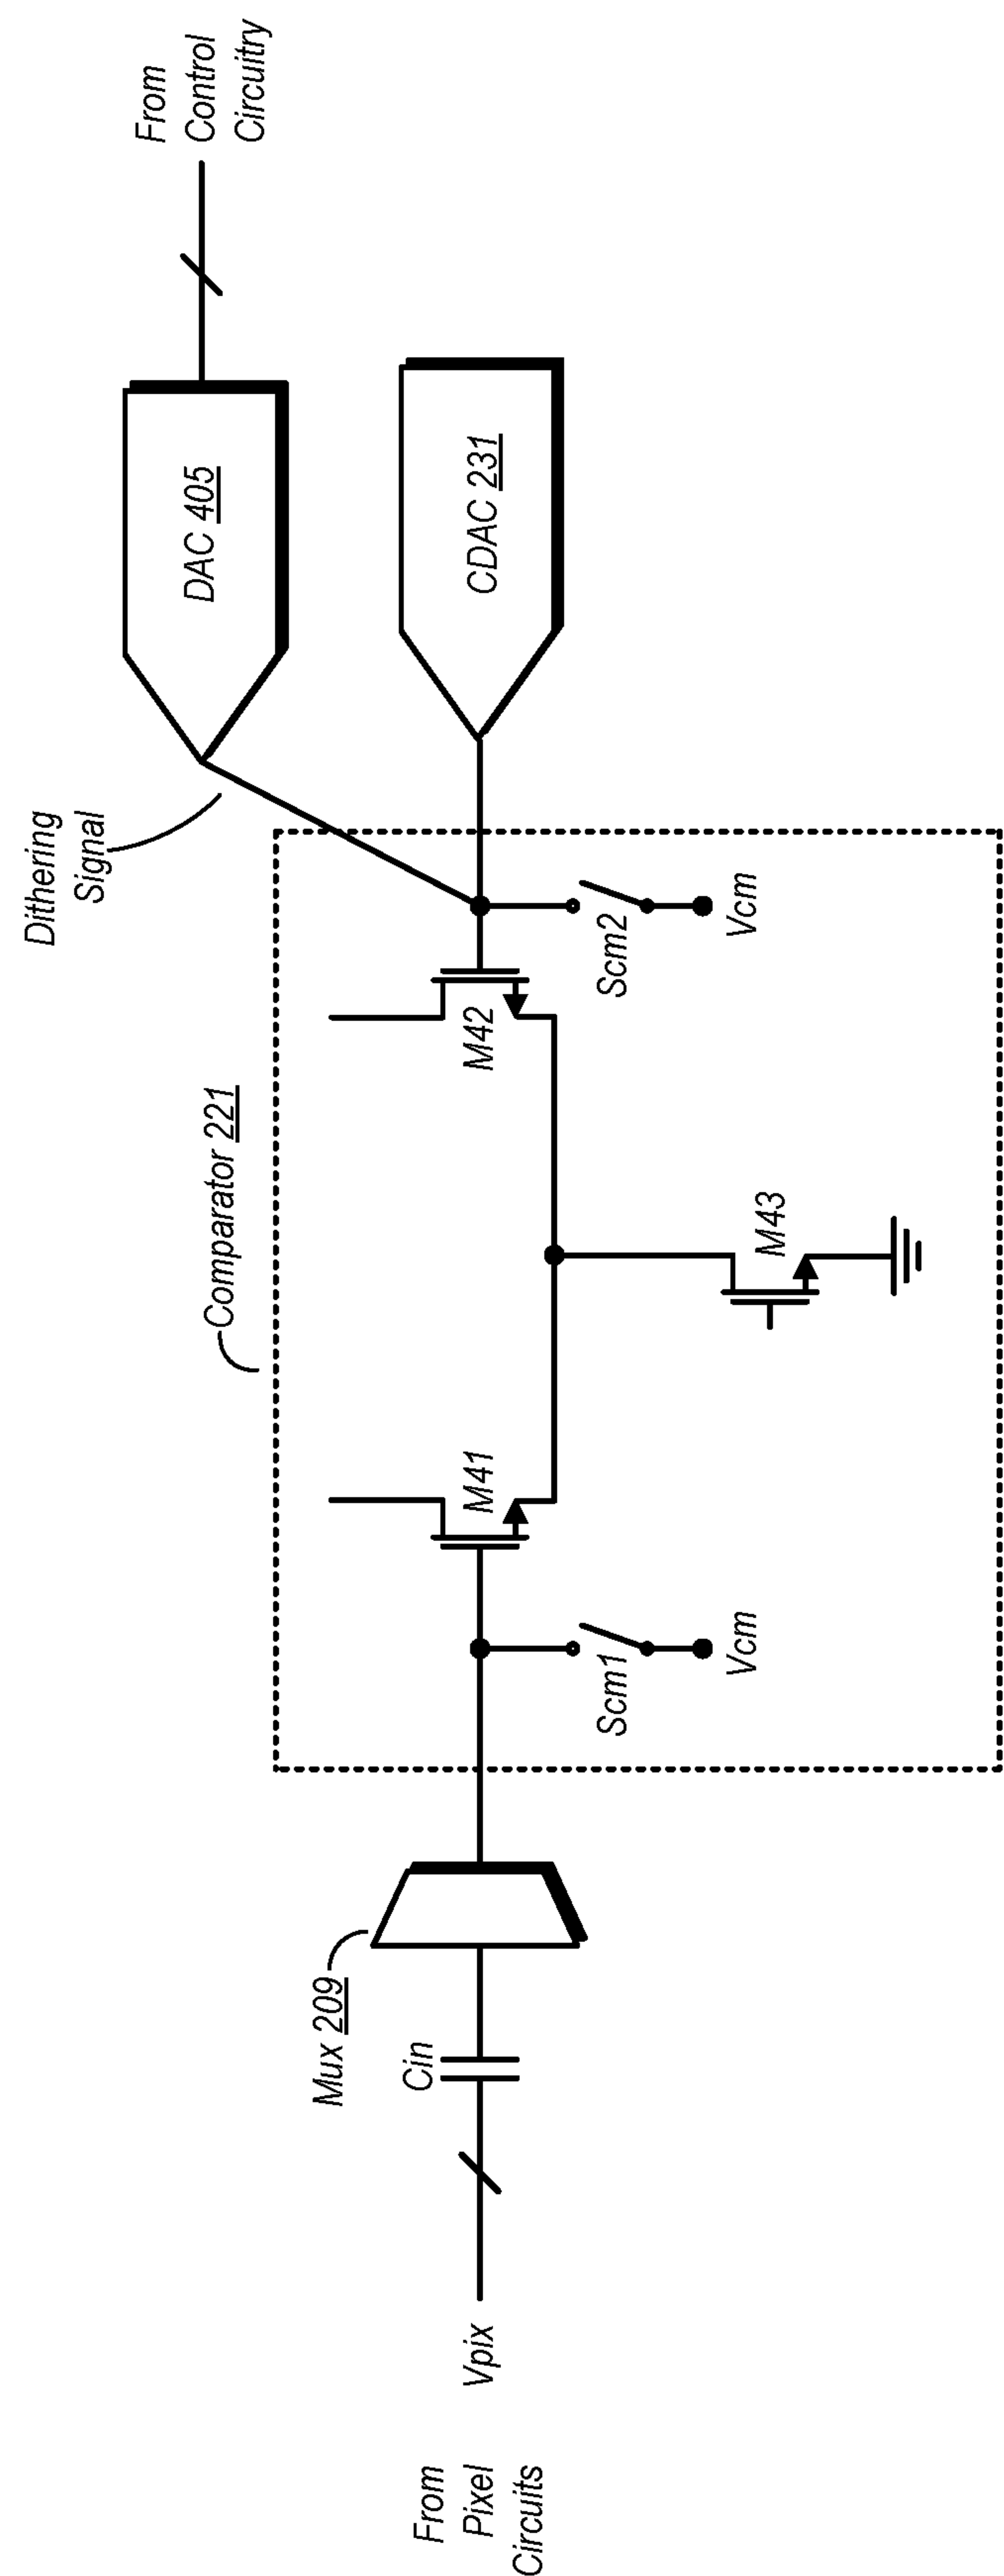 From
Pixel
Circuits
Vpix
Cin
Mux 209
Comparator 221
Scm1
Vcm
M41
M43
M42
Scm2
Vcm
Dithering
Signal
DAC 405
CDAC 231
From
Control
Circuitry